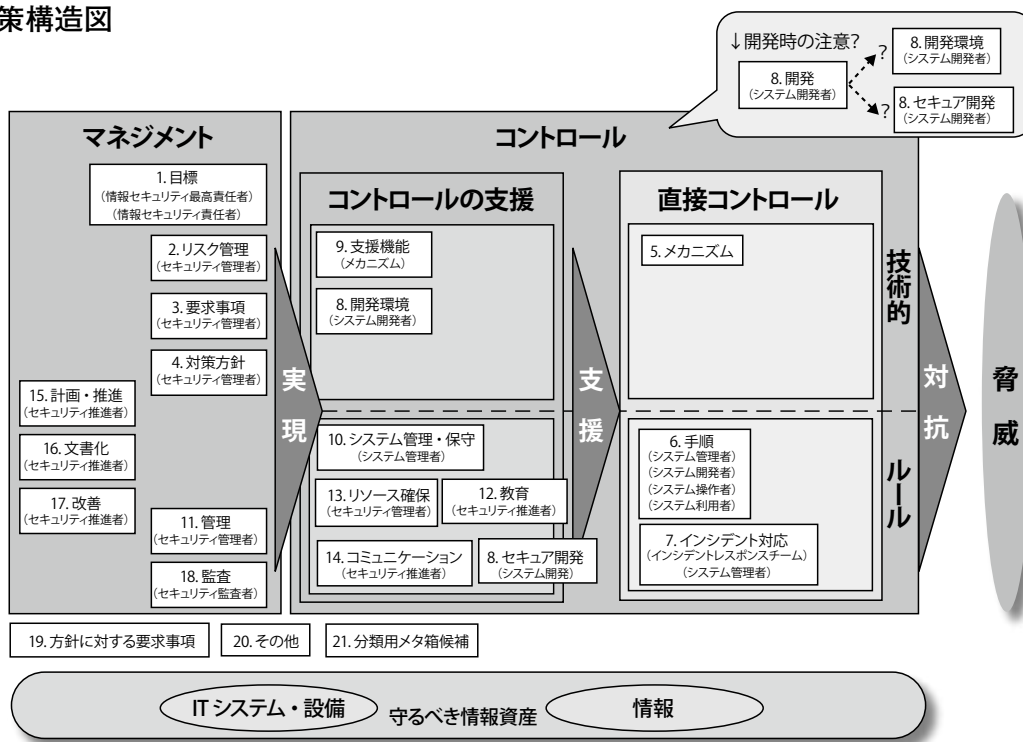 策構造図
↓開発時の注意?
8. 開発
(システム開発者)
?
8. 開発環境
(システム開発者)
?
8. セキュア開発
(システム開発者)
マネジメント
1. 目標
(情報セキュリティ最高責任者)
(情報セキュリティ責任者)
2. リスク管理
(セキュリティ管理者)
3. 要求事項
(セキュリティ管理者)
4. 対策方針
(セキュリティ管理者)
15. 計画・推進
(セキュリティ推進者)
16. 文書化
(セキュリティ推進者)
17. 改善
(セキュリティ推進者)
11. 管理
(セキュリティ管理者)
18. 監査
(セキュリティ監査者)
実現
コントロール
コントロールの支援
9. 支援機能
(メカニズム)
8. 開発環境
(システム開発者)
10. システム管理・保守
(システム管理者)
13. リソース確保
(セキュリティ管理者)
12. 教育
(セキュリティ推進者)
14. コミュニケーション
(セキュリティ推進者)
8. セキュア開発
(システム開発)
支援
直接コントロール
5. メカニズム
6. 手順
(システム管理者)
(システム開発者)
(システム操作者)
(システム利用者)
7. インシデント対応
(インシデントレスポンスチーム)
(システム管理者)
技術的
ルール
対抗
脅威
19. 方針に対する要求事項
20. その他
21. 分類用メタ箱候補
IT システム・設備
守るべき情報資産
情報